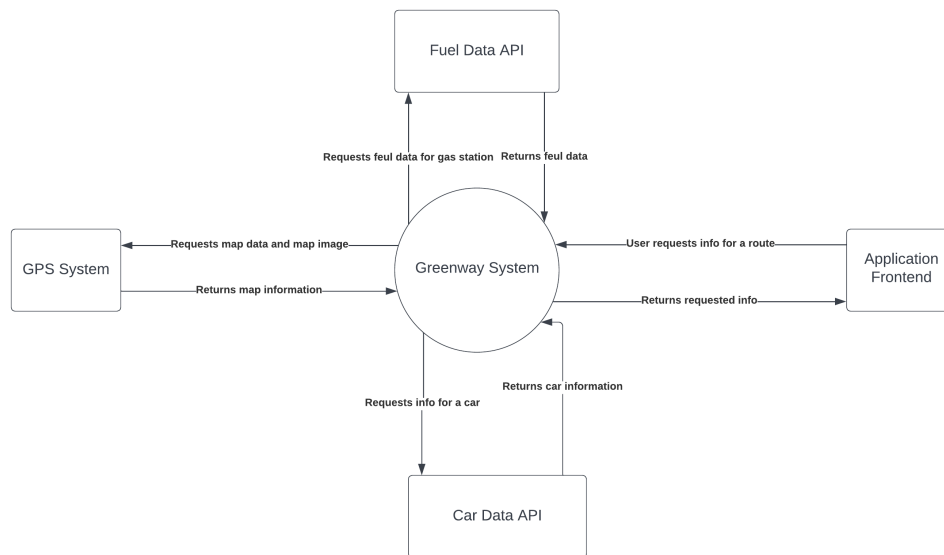 Fuel Data API
Requests feul data for gas station
Returns feul data
Requests map data and map image
User requests info for a route
GPS System
Greenway System
Application
Frontend
Returns map information
Returns requested info
Returns car information
Requests info for a car
Car Data API